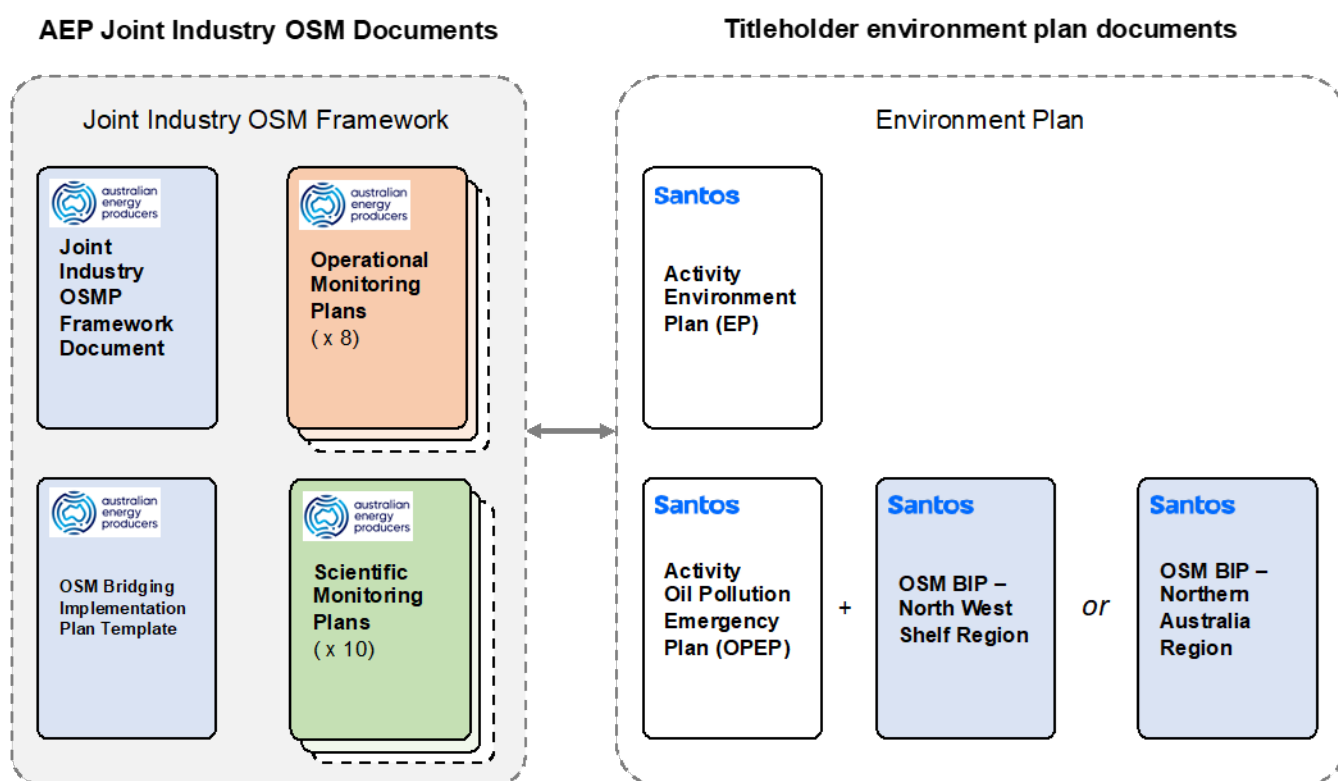 AEP Joint Industry OSM Documents
Titleholder environment plan documents
Joint Industry OSM Framework
australian
energy
producers
Joint
Industry
OSMP
Framework
Document
australian
energy
producers
Operational
Monitoring
Plans
( x 8)
australian
energy
producers
OSM Bridging
Implementation
Plan Template
australian
energy
producers
Scientific
Monitoring
Plans
( x 10)
Environment Plan
Santos
Activity
Environment
Plan (EP)
Santos
Activity
Oil Pollution
Emergency
Plan (OPEP)
+
Santos
OSM BIP –
North West
Shelf Region
or
Santos
OSM BIP –
Northern
Australia
Region